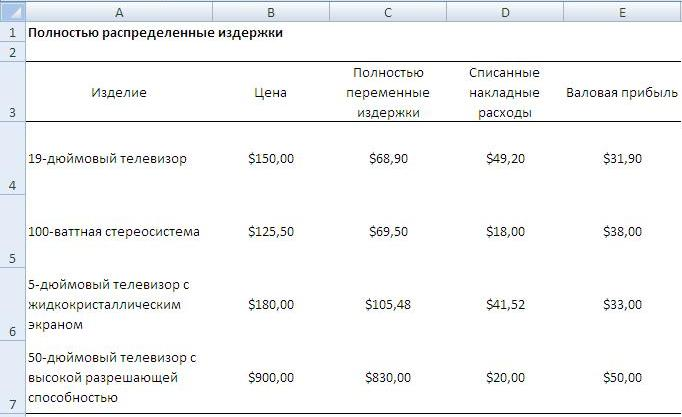 A B C D E
1 Полностью распределенные издержки
2
Полностью Списанные
Изделие Цена переменные накладные Валовая прибыль
3 издержки расходы
19-дюймовый телевизор $150,00 $68,90 $49,20 $31,90
4
100-ваттная стереосистема $125,50 $69,50 $18,00 $38,00
5
5-дюймовый телевизор с
жидкокристаллическим $180,00 $105,48 $41,52 $33,00
6 экраном
50-дюймовый телевизор с
высокой разрешающей $900,00 $830,00 $20,00 $50,00
7 способностью